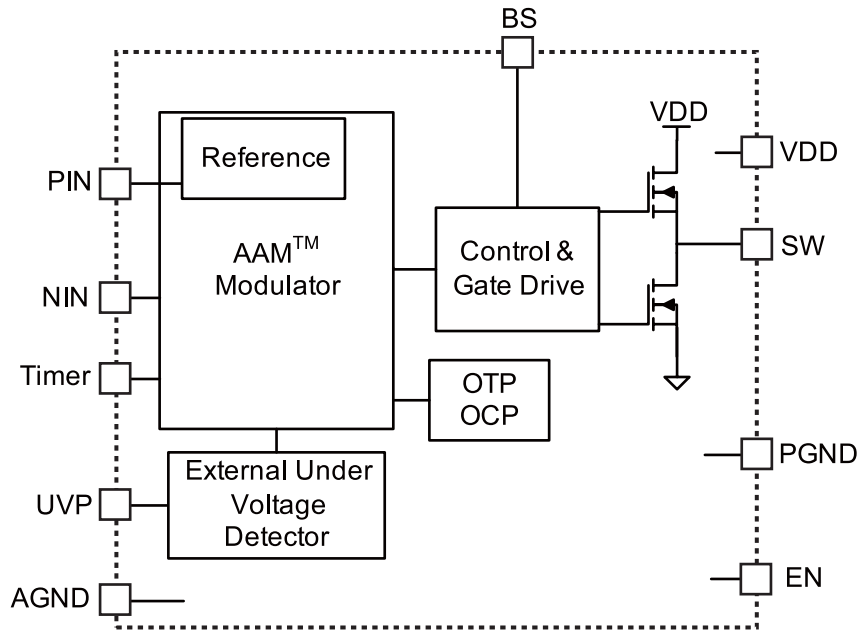 BS
VDD
Reference
VDD
PIN
AAM™
Modulator
Control &
Gate Drive
SW
NIN
Timer
OTP
OCP
PGND
External Under
Voltage
Detector
UVP
EN
AGND